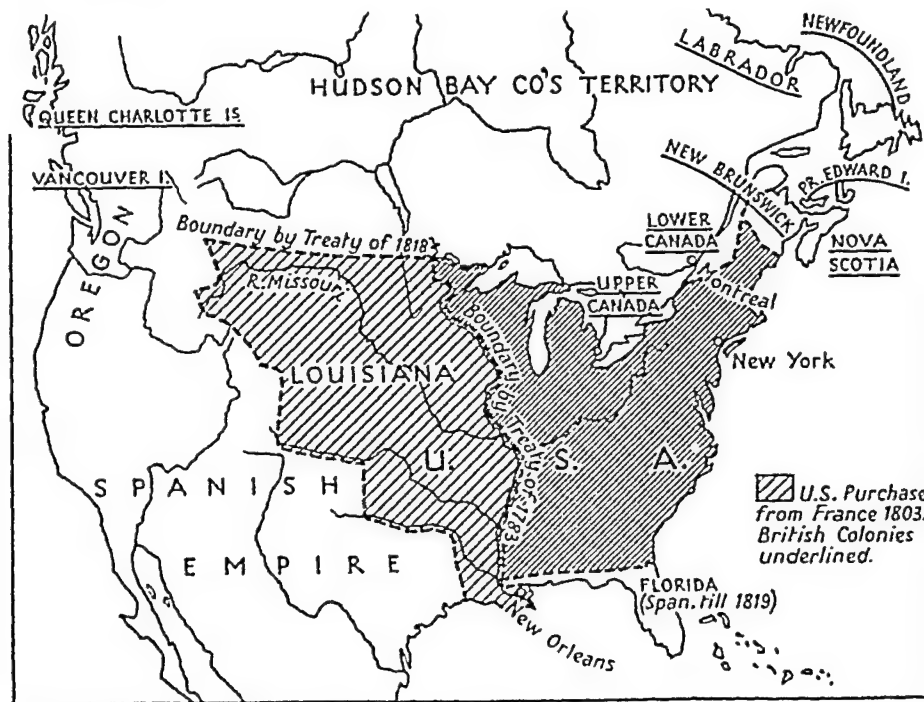 NEWFOUNDLAND
LABRADOR
HUDSON BAY CO'S TERRITORY
QUEEN CHARLOTTE IS.
VANCOUVER I.
NEW BRUNSWICK
PR. EDWARD I.
OREGON
Boundary by Treaty of 1818
LOWER
CANADA
NOVA
SCOTIA
R. Missouri
UPPER
CANADA
Montreal
New York
LOUISIANA
Boundary by Treaty of 1783
U. S. A.
SPANISH
EMPIRE
U.S. Purchase
from France 1803.
British Colonies
underlined.
FLORIDA
(Span. till 1819)
New Orleans